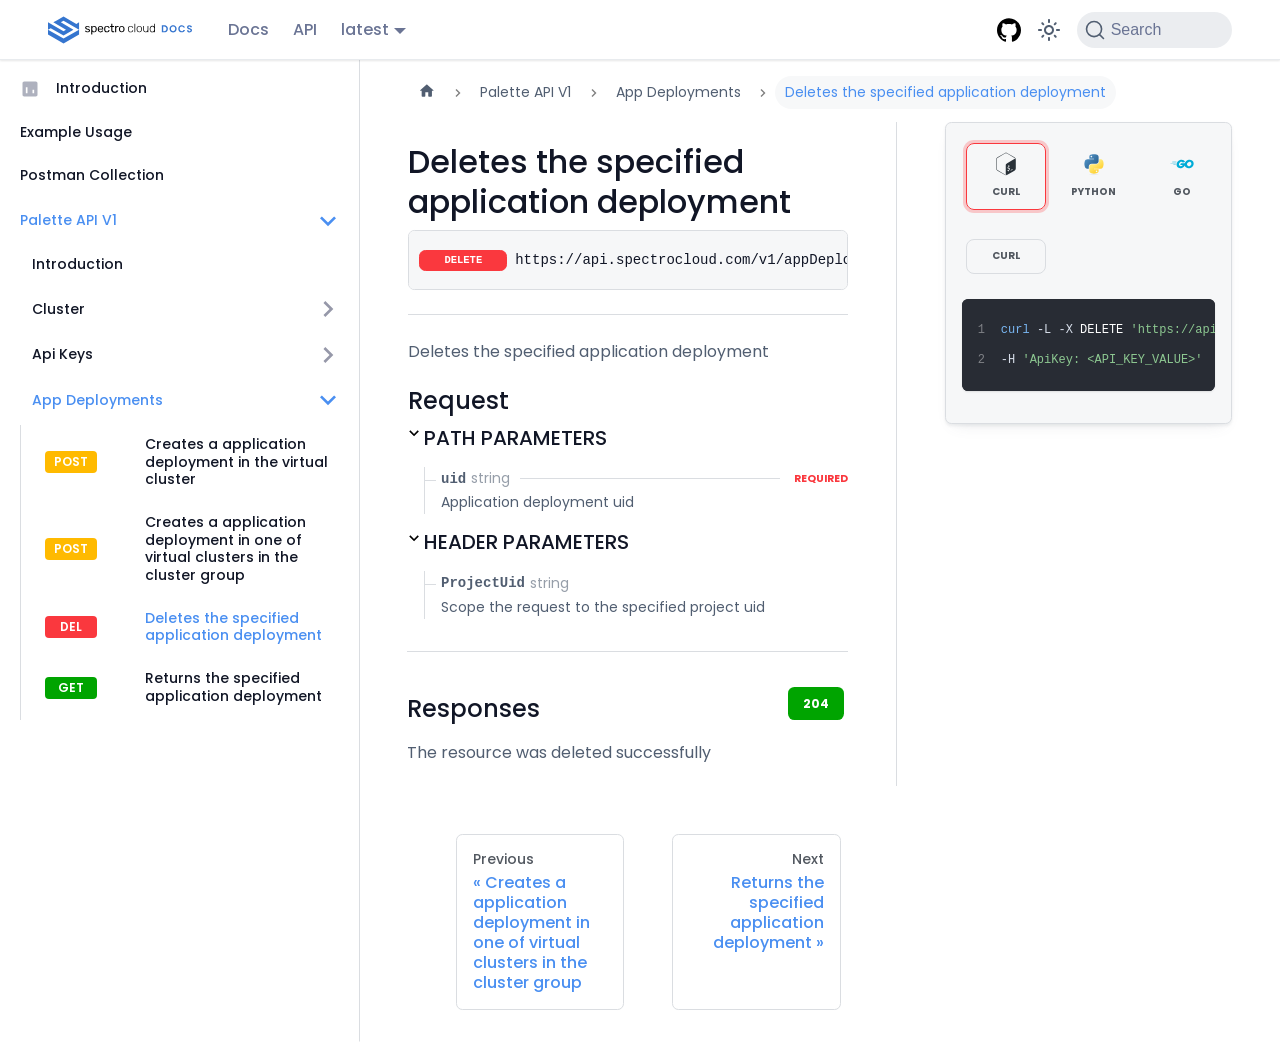 spectro cloud DOCS
Docs
API
latest
Search
Introduction
Example Usage
Postman Collection
Palette API V1
Introduction
Cluster
Api Keys
App Deployments
POST
Creates a application
deployment in the virtual
cluster
POST
Creates a application
deployment in one of
virtual clusters in the
cluster group
DEL
Deletes the specified
application deployment
GET
Returns the specified
application deployment
Palette API V1
App Deployments
Deletes the specified application deployment
Deletes the specified
application deployment
DELETE https://api.spectrocloud.com/v1/appDeplo
Deletes the specified application deployment
Request
PATH PARAMETERS
uid string REQUIRED
Application deployment uid
HEADER PARAMETERS
ProjectUid string
Scope the request to the specified project uid
Responses
204
The resource was deleted successfully
Previous
« Creates a
application
deployment in
one of virtual
clusters in the
cluster group
Next
Returns the
specified
application
deployment »
CURL
PYTHON
GO
GO
CURL
1 curl -L -X DELETE 'https://api
2 -H 'ApiKey: <API_KEY_VALUE>'